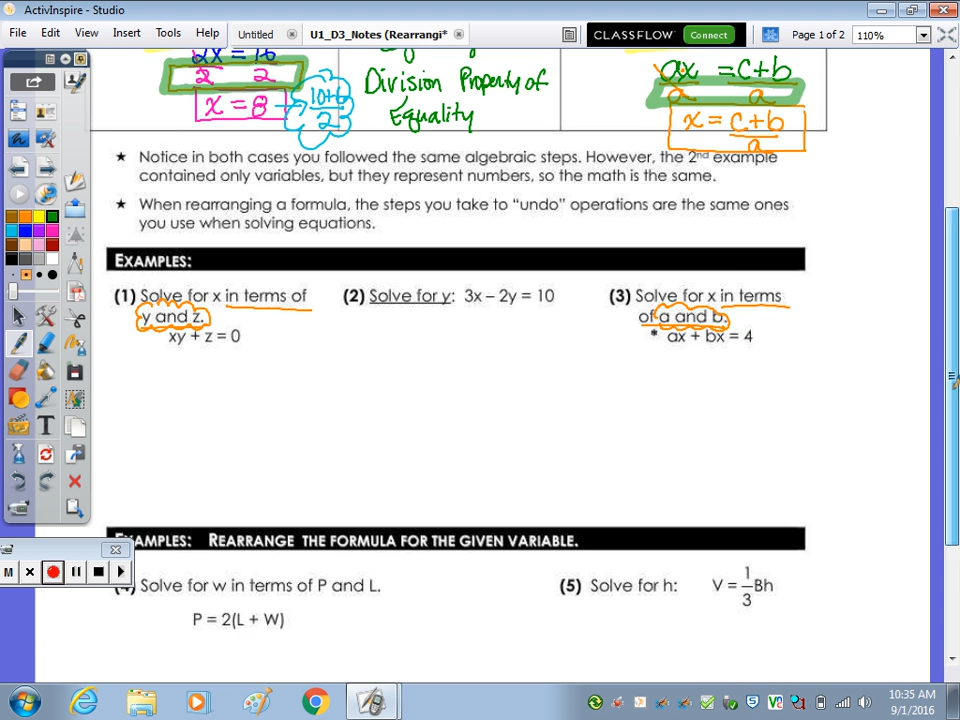 ActivInspire - Studio
File Edit View Insert Tools Help Untitled U1_D3_Notes (Rearrangi* CLASSFLOW Connect Page 1 of 2 110%
2x = 16
2 2
x = 8
10+6
2
Division Property of
Equality
ax = c+b
a a
x = c+b
a
★ Notice in both cases you followed the same algebraic steps. However, the 2nd example
contained only variables, but they represent numbers, so the math is the same.
★ When rearranging a formula, the steps you take to “undo” operations are the same ones
you use when solving equations.
EXAMPLES:
(1) Solve for x in terms of
y and z.
xy + z = 0
(2) Solve for y: 3x – 2y = 10
(3) Solve for x in terms
of a and b.
* ax + bx = 4
EXAMPLES: REARRANGE THE FORMULA FOR THE GIVEN VARIABLE.
M
(4) Solve for w in terms of P and L.
P = 2(L + W)
(5) Solve for h: V = 1/3 Bh
10:35 AM
9/1/2016